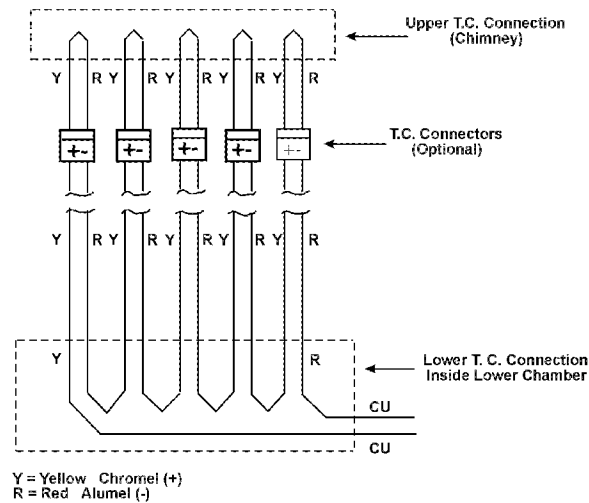 Upper T.C. Connection
(Chimney)
Y R Y R Y R Y R Y R
T.C. Connectors
(Optional)
+- +- +- +- +-
Y R Y R Y R Y R Y R
Y R
Lower T. C. Connection
Inside Lower Chamber
CU
CU
Y = Yellow Chromel (+)
R = Red Alumel (-)